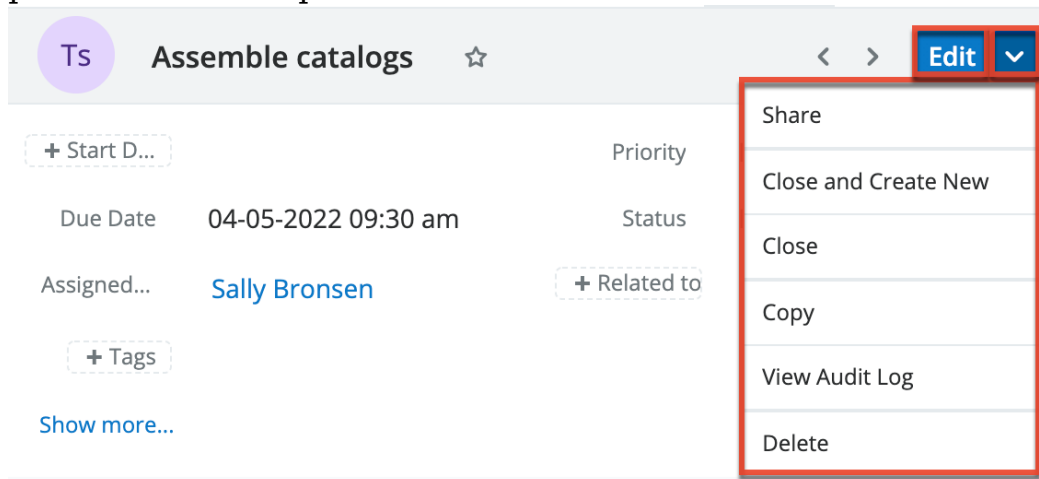 Ts Assemble catalogs Edit
Share
+ Start D... Priority
Close and Create New
Due Date 04-05-2022 09:30 am Status
Close
Assigned... Sally Bronsen + Related to
Copy
+ Tags
View Audit Log
Show more...
Delete